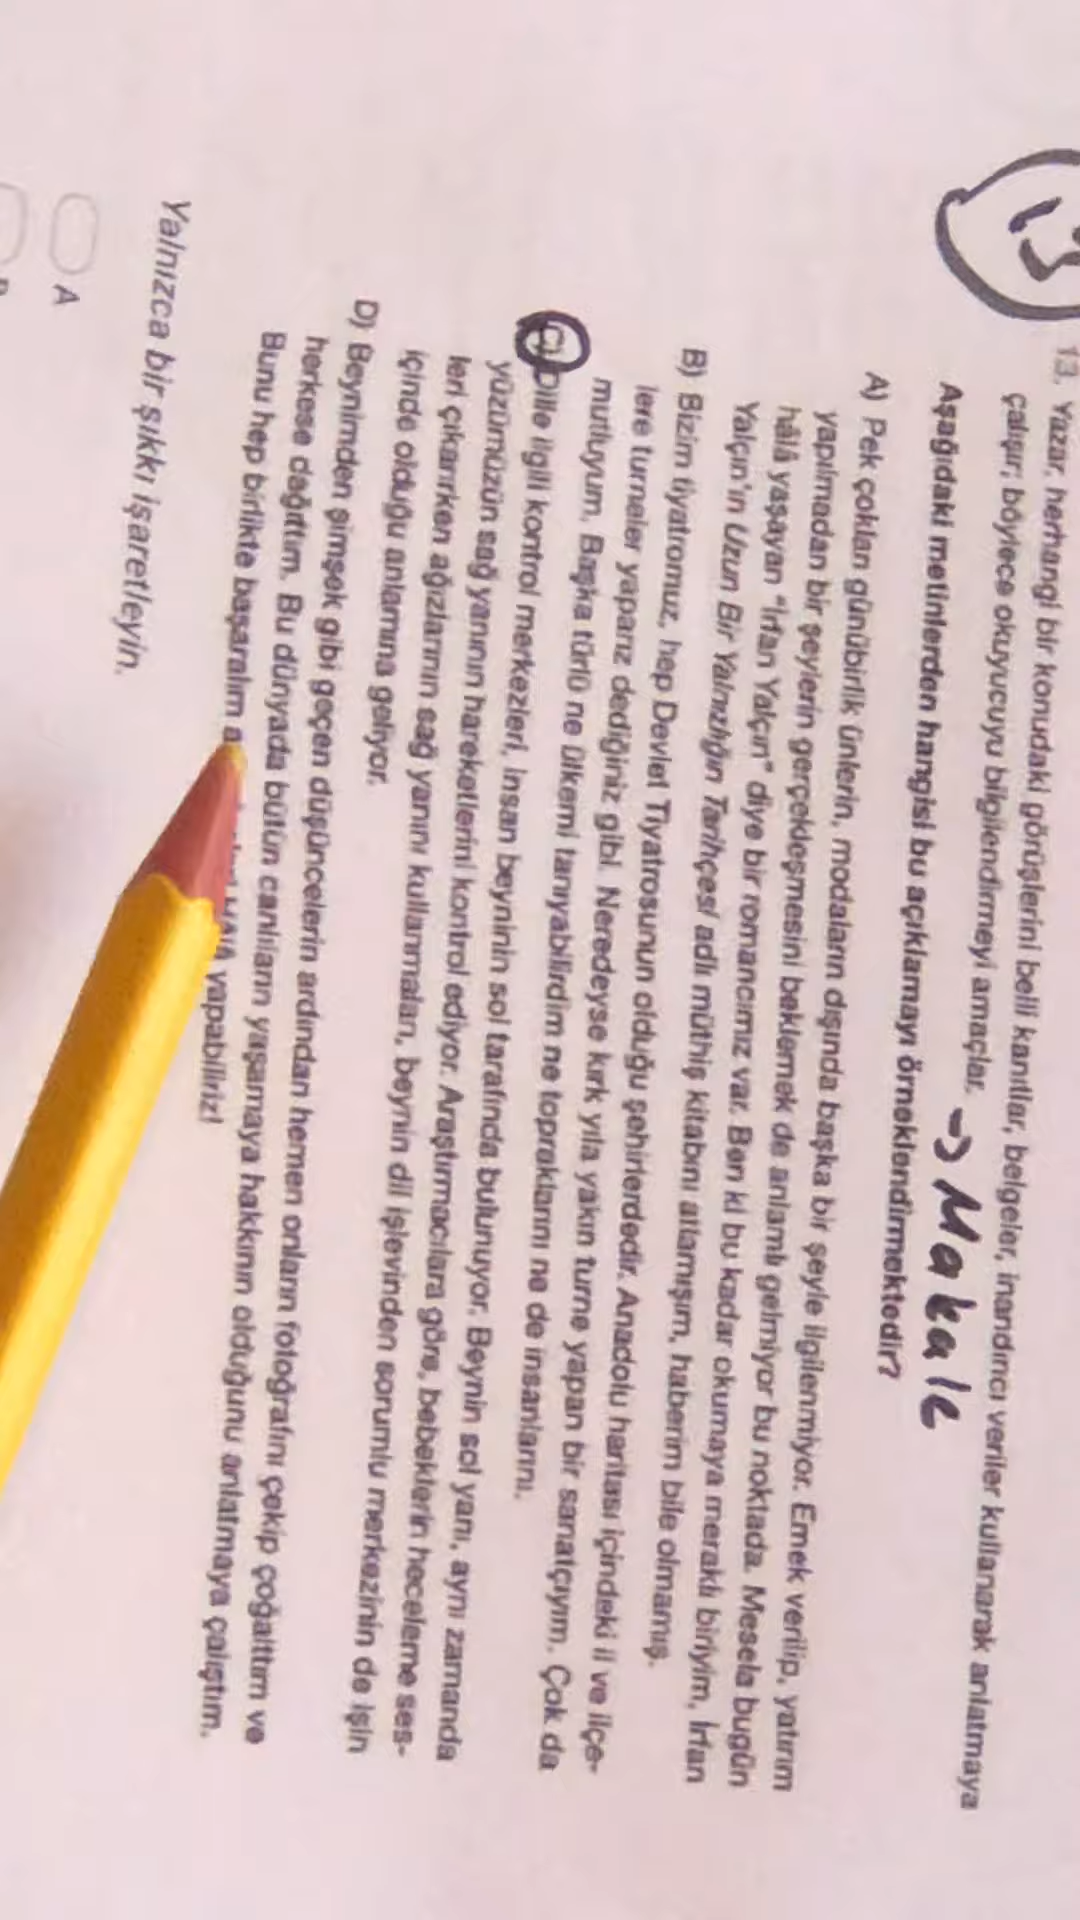 13. Yazar, herhangi bir konudaki görüşlerini belli kanıtlar, belgeler, inandırıcı veriler kullanarak anlatmaya
çalışır; böylece okuyucuyu bilgilendirmeyi amaçlar. → Makale
Aşağıdaki metinlerden hangisi bu açıklamayı örneklendirmektedir?
A) Pek çokları günübirlik ünlerin, modaların dışında başka bir şeyle ilgilenmiyor. Emek verilip, yatırım
yapılmadan bir şeylerin gerçekleşmesini beklemek de anlamlı gelmiyor bu noktada. Mesela bugün
hâlâ yaşayan "İrfan Yalçın" diye bir romancımız var. Ben ki bu kadar okumaya meraklı biriyim, İrfan
Yalçın'ın Uzun Bir Yalnızlığın Tarihçesi adlı müthiş kitabını atlamışım, haberim bile olmamış.
B) Bizim tiyatromuz, hep Devlet Tiyatrosunun olduğu şehirlerdedir. Anadolu haritası içindeki il ve ilçe-
lere turneler yaparız dediğiniz gibi. Neredeyse kırk yıla yakın turne yapan bir sanatçıyım. Çok da
mutluyum. Başka türlü ne ülkemi tanıyabilirdim ne topraklarını ne de insanlarını.
C) Dille ilgili kontrol merkezleri, insan beyninin sol tarafında bulunuyor. Beynin sol yanı, aynı zamanda
yüzümüzün sağ yanının hareketlerini kontrol ediyor. Araştırmacılara göre, bebeklerin heceleme ses-
leri çıkarırken ağızlarının sağ yanını kullanmaları, beynin dil işlevinden sorumlu merkezinin de işin
içinde olduğu anlamına geliyor.
D) Beynimden şimşek gibi geçen düşüncelerin ardından hemen onların fotoğrafını çekip çoğalttım ve
herkese dağıttım. Bu dünyada bütün canlıların yaşamaya hakkının olduğunu anlatmaya çalıştım.
Bunu hep birlikte başaralım yapabiliriz!
Yalnızca bir şıkkı işaretleyin.
A